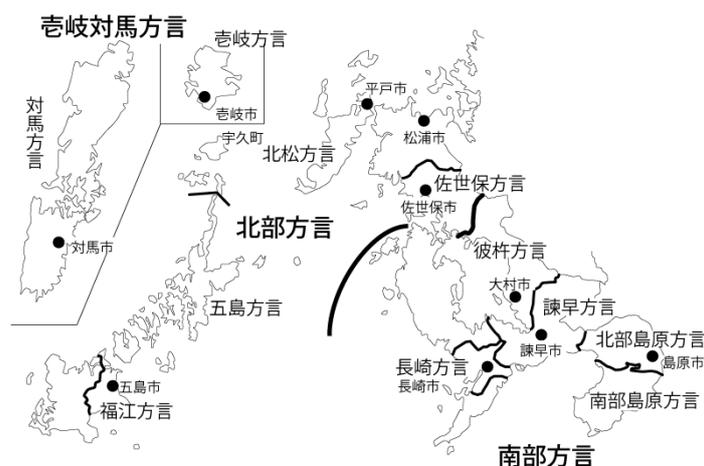 壱岐対馬方言
壱岐方言
壱岐市
対馬方言
対馬市
宇久町
平戸市
松浦市
北松方言
佐世保方言
佐世保市
北部方言
彼杵方言
大村市
五島方言
諫早方言
諫早市
北部島原方言
島原市
長崎方言
長崎市
五島市
福江方言
南部島原方言
南部方言